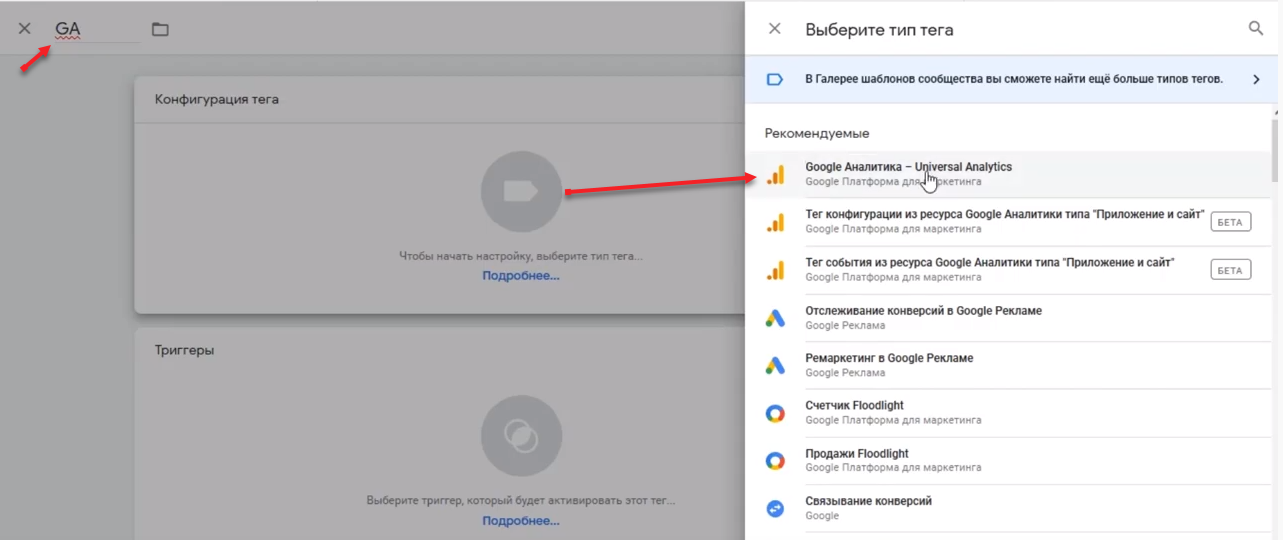 GA
Конфигурация тега
Чтобы начать настройку, выберите тип тега...
Подробнее...
Триггеры
Выберите триггер, который будет активировать этот тег...
Подробнее...
Выберите тип тега
В Галерее шаблонов сообщества вы сможете найти ещё больше типов тегов.
Рекомендуемые
Google Аналитика – Universal Analytics
Google Платформа для маркетинга
Тег конфигурации из ресурса Google Аналитики типа "Приложение и сайт"
Google Платформа для маркетинга
БЕТА
Тег события из ресурса Google Аналитики типа "Приложение и сайт"
Google Платформа для маркетинга
БЕТА
Отслеживание конверсий в Google Рекламе
Google Реклама
Ремаркетинг в Google Рекламе
Google Реклама
Счетчик Floodlight
Google Платформа для маркетинга
Продажи Floodlight
Google Платформа для маркетинга
Связывание конверсий
Google